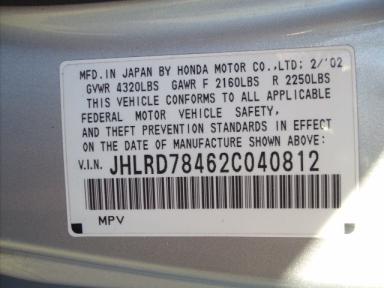 MFD.IN JAPAN BY HONDA MOTOR CO.,LTD: 2/'02
GVWR 4320LBS GAWR F 2160LBS R 2250LBS
THIS VEHICLE CONFORMS TO ALL APPLICABLE
FEDERAL MOTOR VEHICLE SAFETY,
AND THEFT PREVENTION STANDARDS IN EFFECT
ON THE DATE OF MANUFACTURE SHOWN ABOVE:
V.I.N. JHLRD78462C040812
MPV